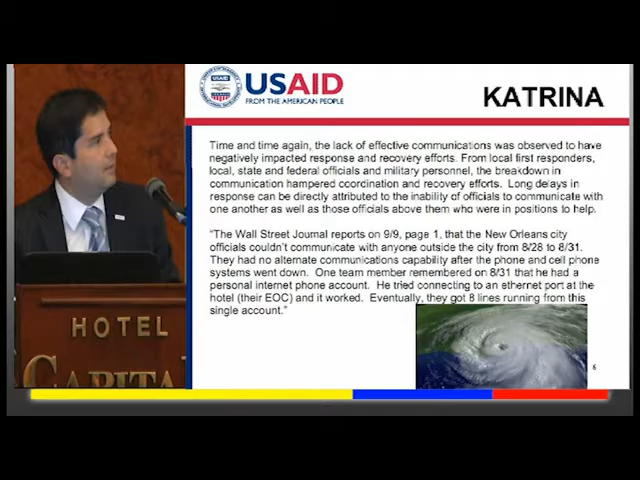 USAID
FROM THE AMERICAN PEOPLE
KATRINA
Time and time again, the lack of effective communications was observed to have
negatively impacted response and recovery efforts. From local first responders,
local, state and federal officials and military personnel, the breakdown in
communication hampered coordination and recovery efforts. Long delays in
response can be directly attributed to the inability of officials to communicate with
one another as well as those officials above them who were in positions to help.
"The Wall Street Journal reports on 9/9, page 1, that the New Orleans city
officials couldn't communicate with anyone outside the city from 8/28 to 8/31.
They had no alternate communications capability after the phone and cell phone
systems went down. One team member remembered on 8/31 that he had a
personal internet phone account. He tried connecting to an ethernet port at the
hotel (their EOC) and it worked. Eventually, they got 8 lines running from this
single account."
6
HOTEL
CAPITA